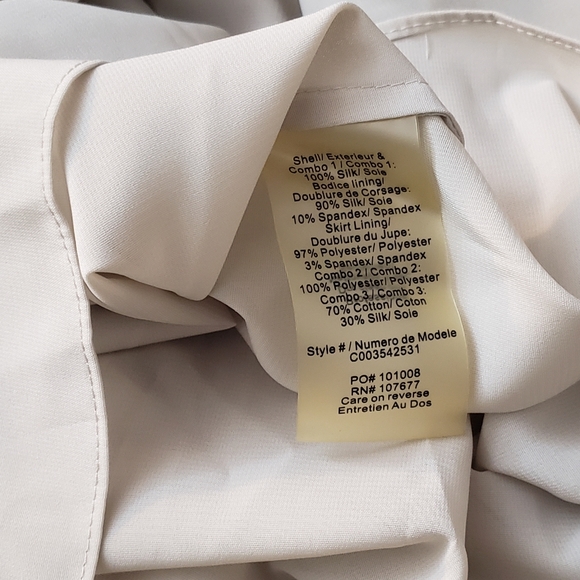 Shell/ Exterieur &
Combo 1 / Combo 1:
100% Silk/ Soie
Bodice lining/
Doublure de Corsage:
90% Silk/ Soie
10% Spandex/ Spandex
Skirt Lining/
Doublure du Jupe:
97% Polyester/ Polyester
3% Spandex/ Spandex
Combo 2 / Combo 2:
100% Polyester/ Polyester
Combo 3 / Combo 3:
70% Cotton/ Coton
30% Silk/ Soie
Style # / Numero de Modele
C003542531
PO# 101008
RN# 107677
Care on reverse
Entretien Au Dos